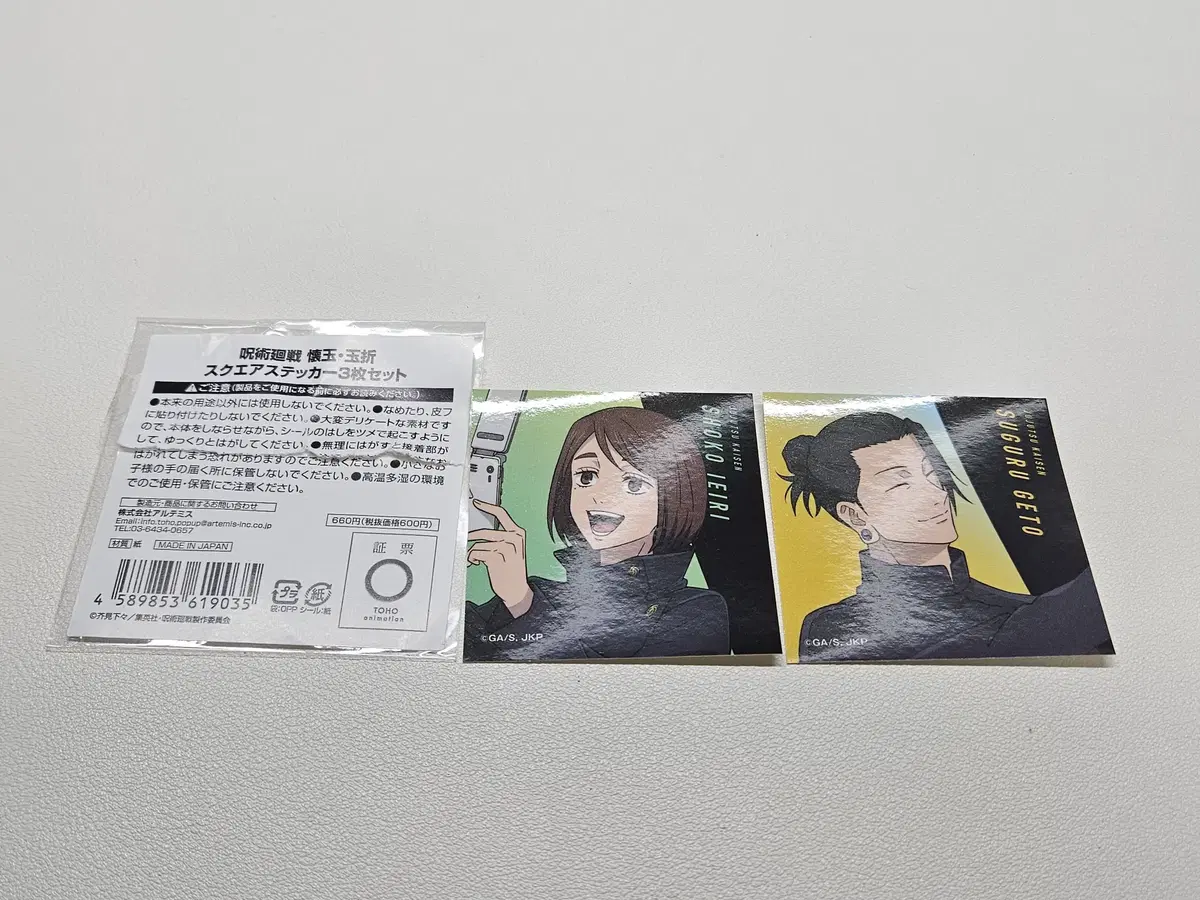 呪術廻戦 懐玉・玉折
スクエアステッカー3枚セット
⚠ご注意(製品をご使用になる前に必ずお読みください。)
●本来の用途以外には使用しないでください。●なめたり、皮フ
に貼り付けたりしないでください。●大変デリケートな素材です
ので、本体をしならせながら、シールのはしをツメで起こすように
して、ゆっくりとはがしてください。●無理にはがすと接着部が
はがれてしまう恐れがありますのでご注意ください。●小さなお
子様の手の届く所に保管しないでください。●高温多湿の環境
でのご使用・保管にご注意ください。
製造元・商品に関するお問い合わせ
株式会社アルテミス
Email:info.toho.popup@artemis-inc.co.jp
TEL:03-6434-0657
材質 紙 MADE IN JAPAN
660円(税抜価格600円)
証票
TOHO
animation
4 589853 619035
プラ 紙
袋:OPP シール:紙
©芥見下々/集英社・呪術廻戦製作委員会
JUJUTSU KAISEN
SHOKO IEIRI
©GA/S, JKP
JUJUTSU KAISEN
SUGURU GETO
©GA/S, JKP